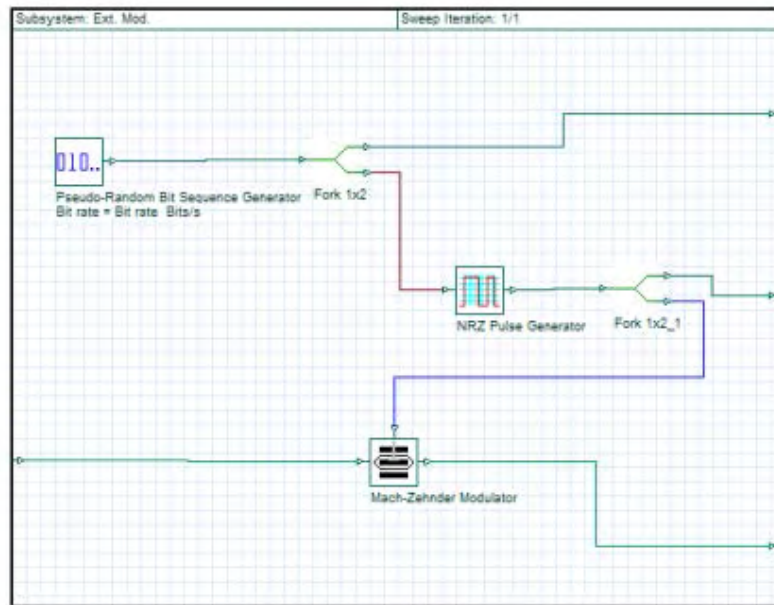 Subsystem: Ext. Mod.
Sweep Iteration: 1/1
010..
Pseudo-Random Bit Sequence Generator
Bit rate = Bit rate Bits/s
Fork 1x2
NRZ Pulse Generator
Fork 1x2_1
Mach-Zehnder Modulator